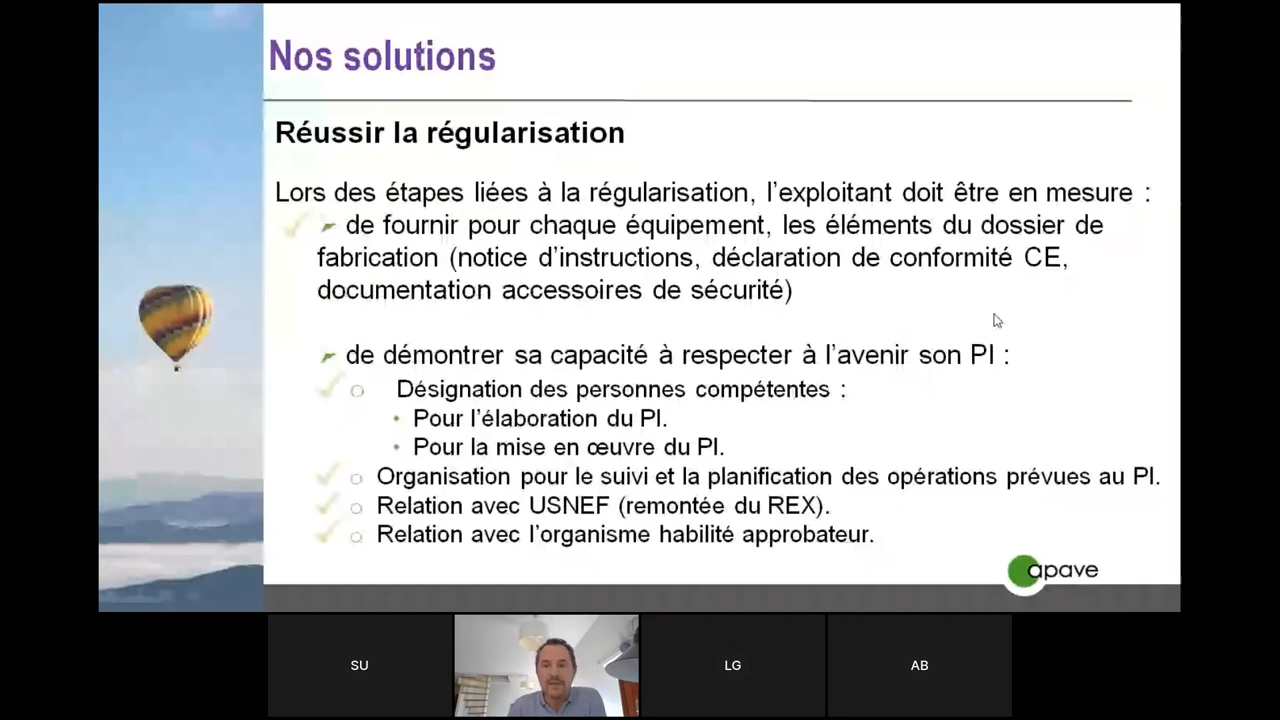 Nos solutions
Réussir la régularisation
Lors des étapes liées à la régularisation, l'exploitant doit être en mesure :
de fournir pour chaque équipement, les éléments du dossier de
fabrication (notice d'instructions, déclaration de conformité CE,
documentation accessoires de sécurité)
de démontrer sa capacité à respecter à l'avenir son PI :
Désignation des personnes compétentes :
Pour l'élaboration du PI.
Pour la mise en œuvre du PI.
Organisation pour le suivi et la planification des opérations prévues au PI.
Relation avec USNEF (remontée du REX).
Relation avec l'organisme habilité approbateur.
apave
SU
LG
AB